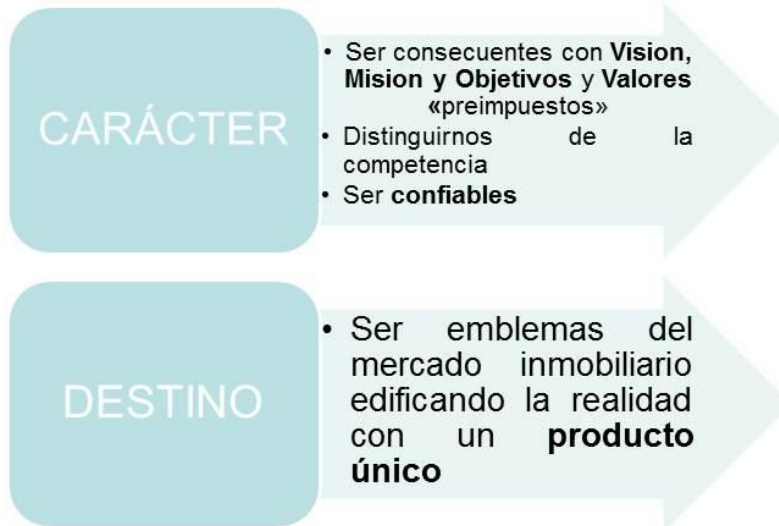 CARÁCTER
• Ser consecuentes con Vision,
Mision y Objetivos y Valores
«preimpuestos»
• Distinguirnos de la
competencia
• Ser confiables
DESTINO
• Ser emblemas del
mercado inmobiliario
edificando la realidad
con un producto
único